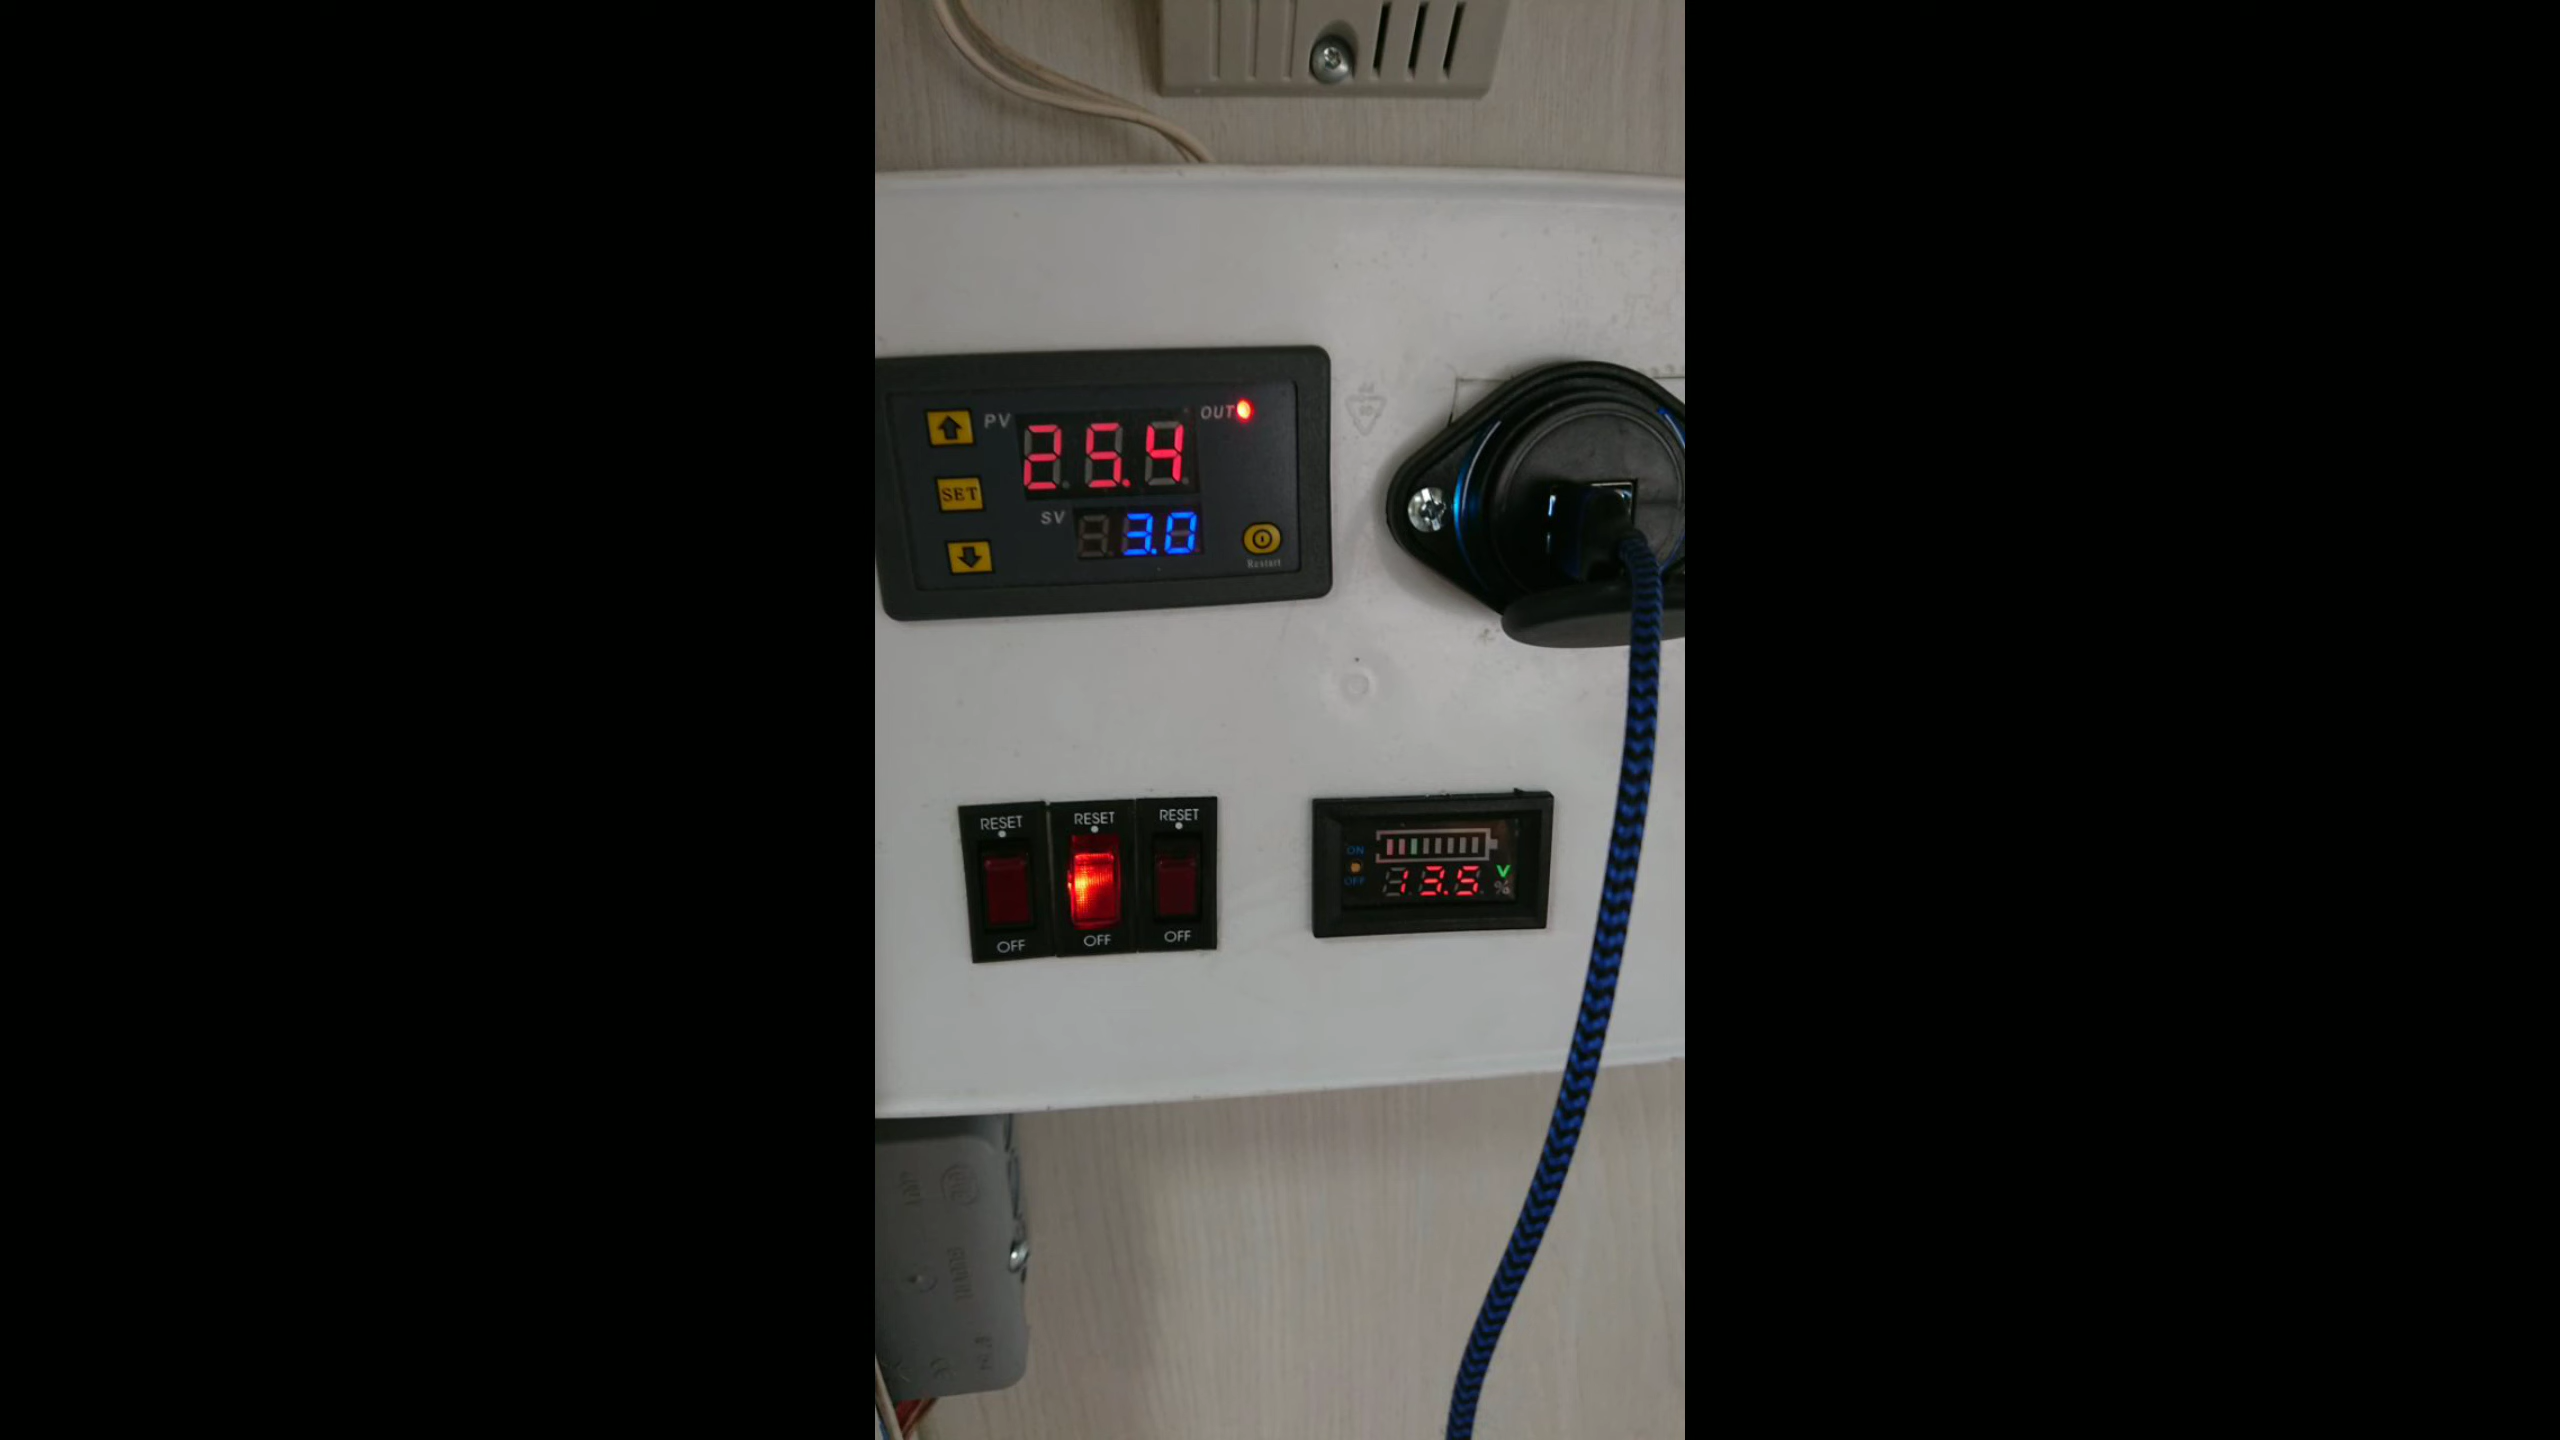 PV 25.4 OUT
SET
SV 3.0
Restart
RESET RESET RESET
OFF OFF OFF
ON
OFF
13.5 V
%